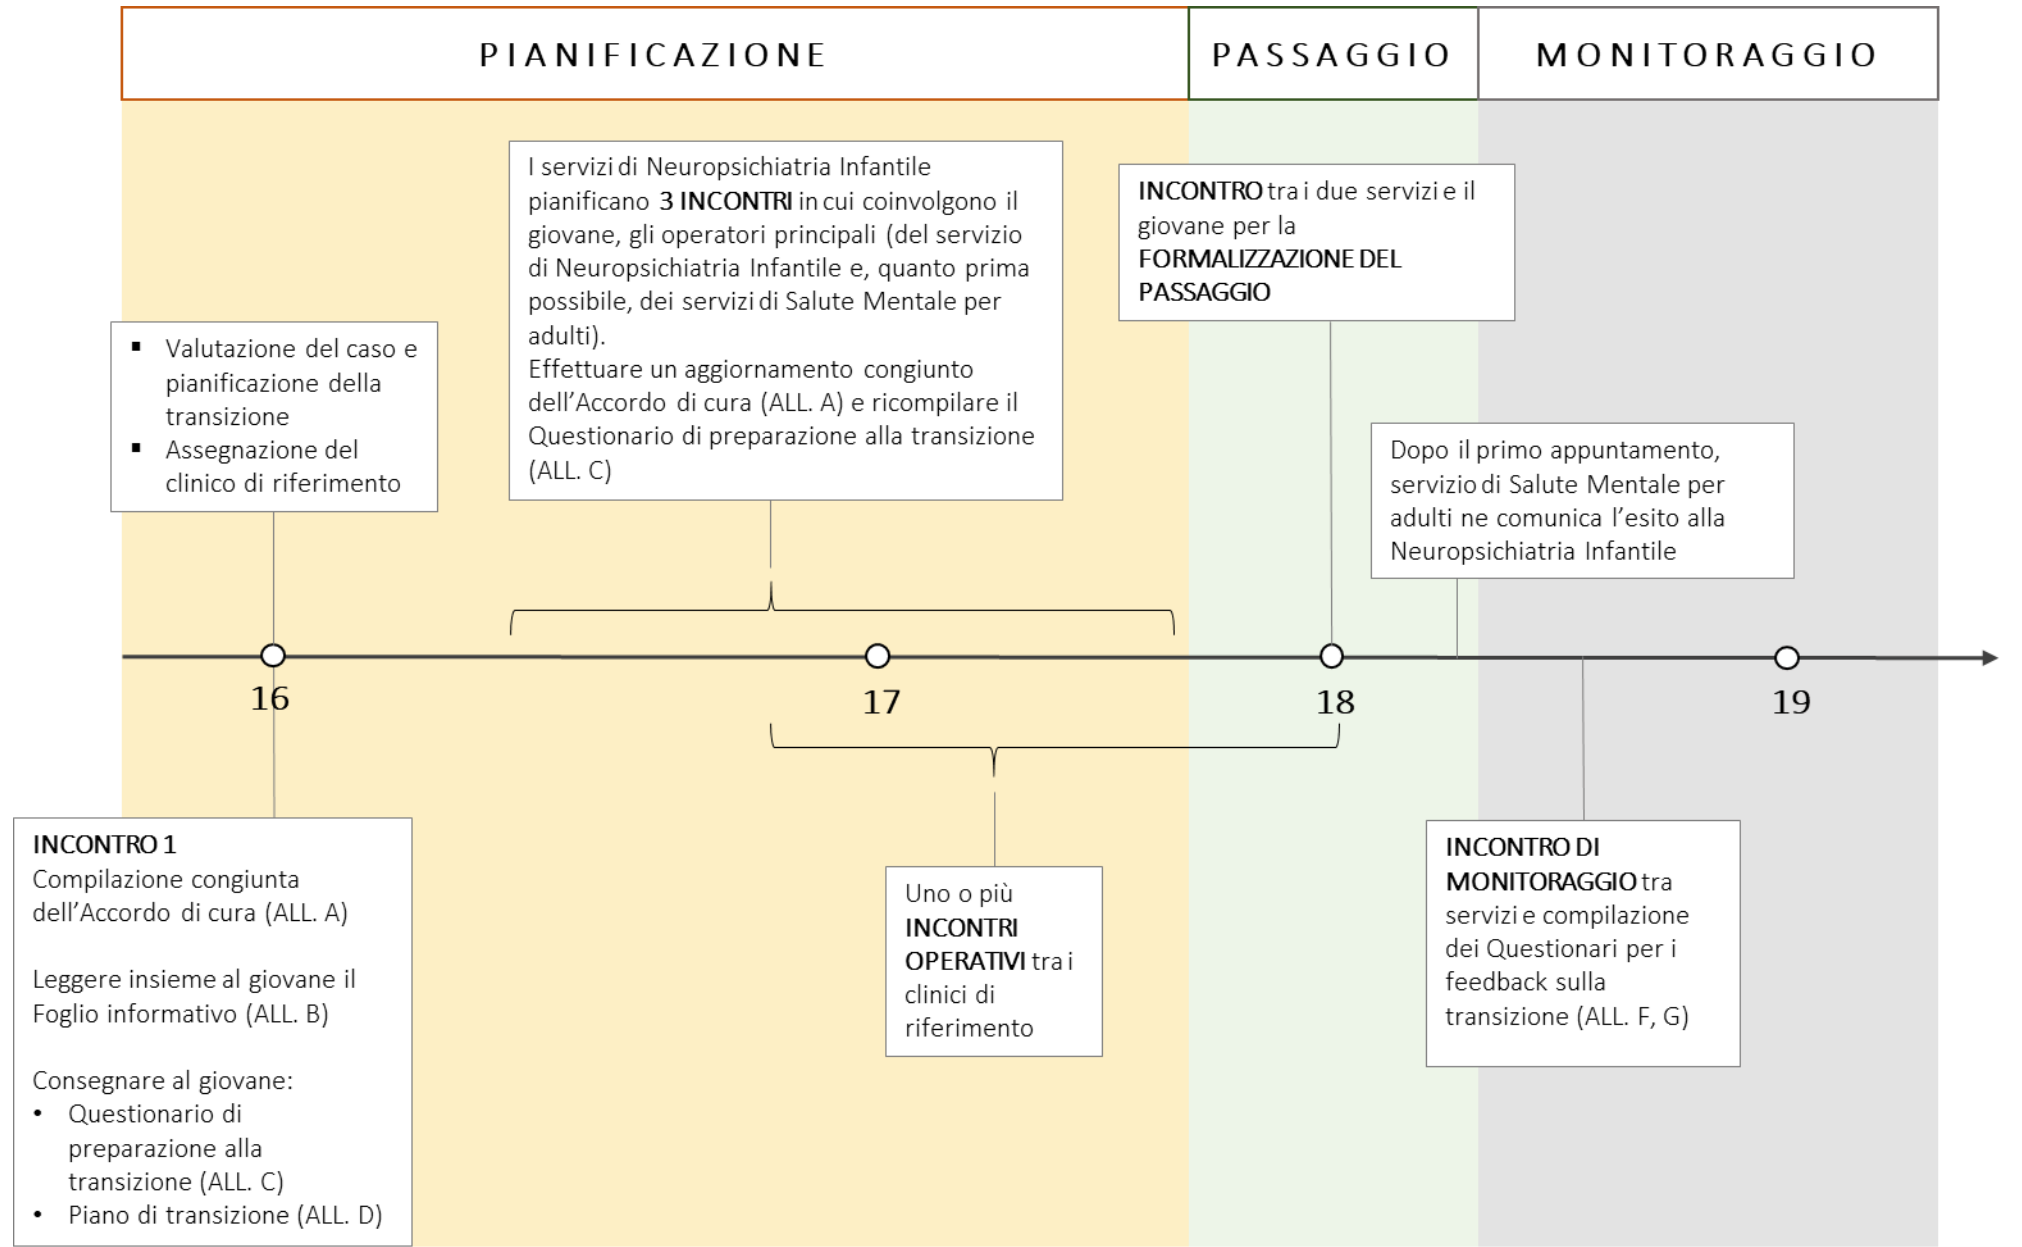 PIANIFICAZIONE
PASSAGGIO
MONITORAGGIO
I servizi di Neuropsichiatria Infantile
pianificano 3 INCONTRI in cui coinvolgono il
giovane, gli operatori principali (del servizio
di Neuropsichiatria Infantile e, quanto prima
possibile, dei servizi di Salute Mentale per
adulti).
Effettuare un aggiornamento congiunto
dell'Accordo di cura (ALL. A) e ricompilare il
Questionario di preparazione alla transizione
(ALL. C)
INCONTRO tra i due servizi e il
giovane per la
FORMALIZZAZIONE DEL
PASSAGGIO
▪ Valutazione del caso e
pianificazione della
transizione
▪ Assegnazione del
clinico di riferimento
Dopo il primo appuntamento,
servizio di Salute Mentale per
adulti ne comunica l'esito alla
Neuropsichiatria Infantile
16
17
18
19
INCONTRO 1
Compilazione congiunta
dell'Accordo di cura (ALL. A)
Leggere insieme al giovane il
Foglio informativo (ALL. B)
Consegnare al giovane:
• Questionario di
preparazione alla
transizione (ALL. C)
• Piano di transizione (ALL. D)
Uno o più
INCONTRI
OPERATIVI tra i
clinici di
riferimento
INCONTRO DI
MONITORAGGIO tra
servizi e compilazione
dei Questionari per i
feedback sulla
transizione (ALL. F, G)